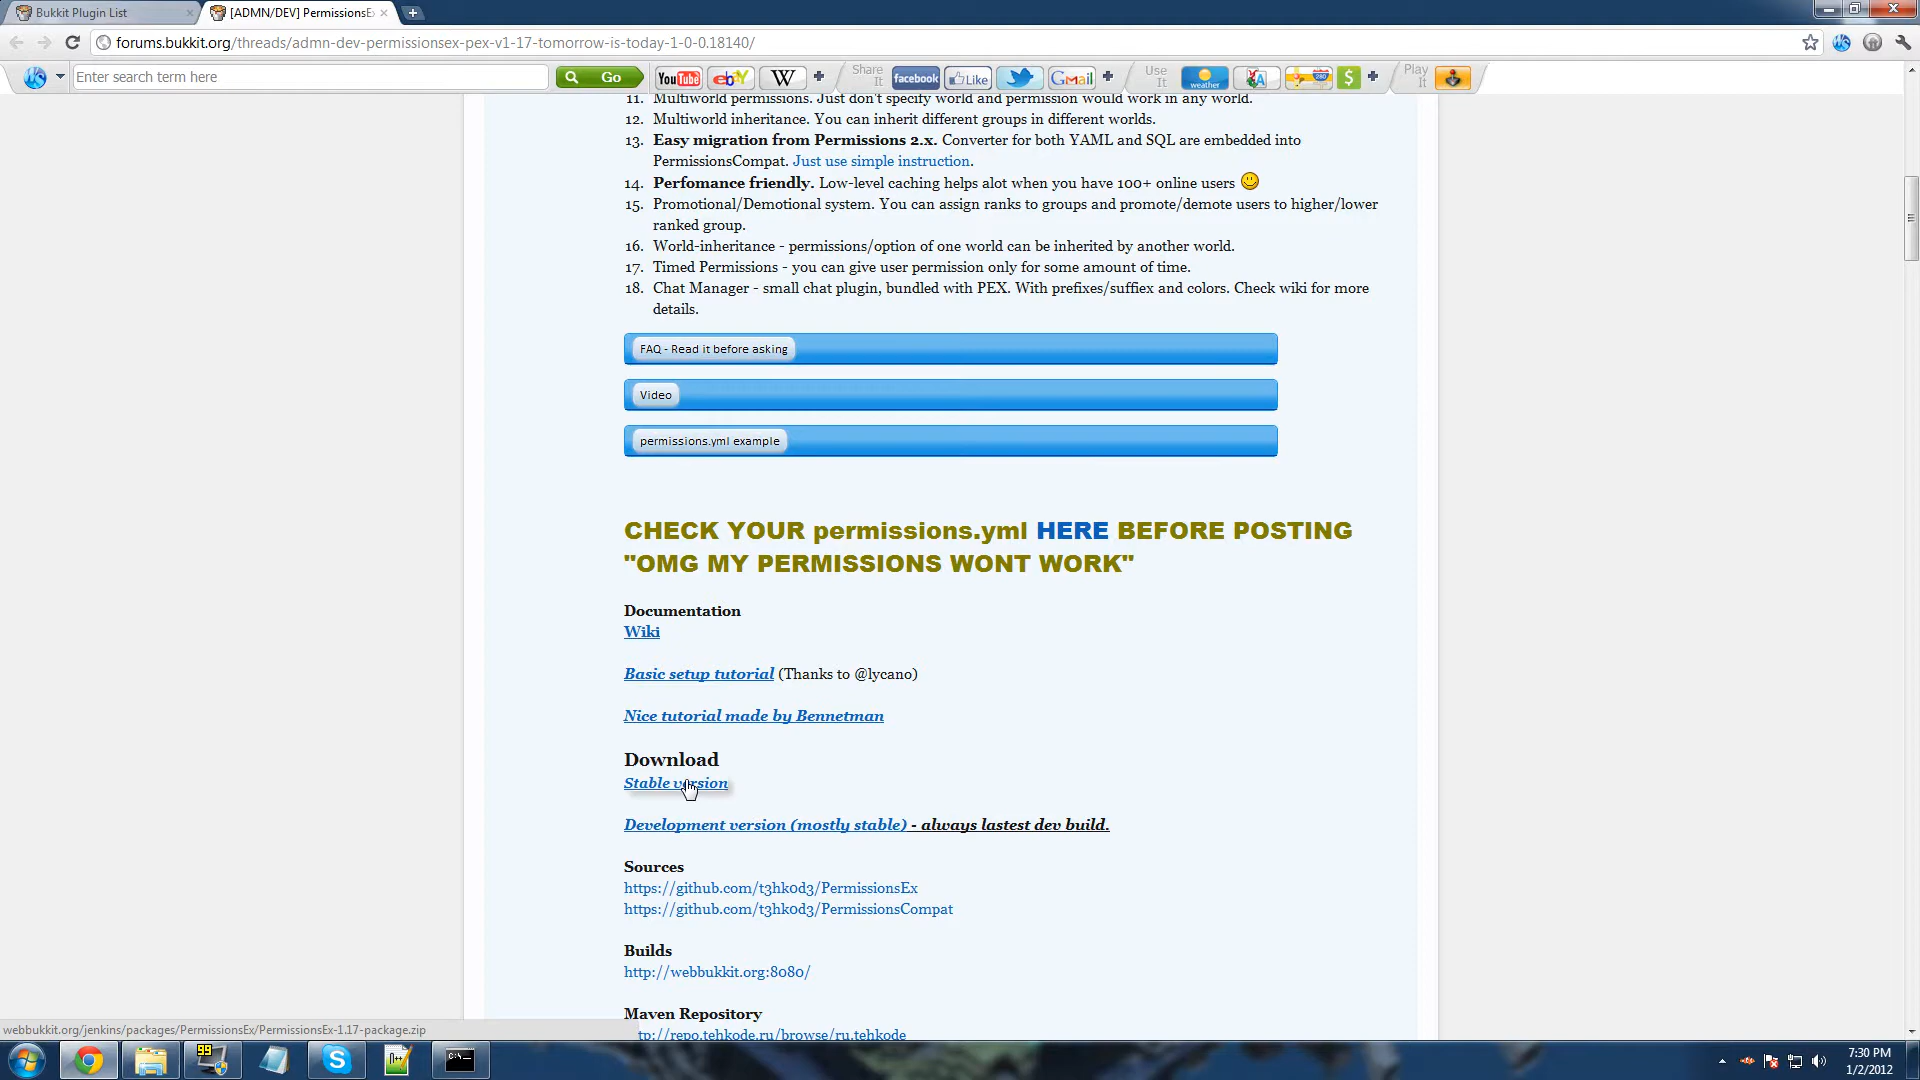 Bukkit Plugin List
[ADMN/DEV] PermissionsEx
forums.bukkit.org/threads/admn-dev-permissionsex-pex-v1-17-tomorrow-is-today-1-0-0.18140/
Enter search term here
Go
YouTube
ebay
W
Share It
facebook
Like
GMail
Use It
weather
280
$
Play It
11. Multiworld permissions. Just don't specify world and permission would work in any world.
12. Multiworld inheritance. You can inherit different groups in different worlds.
13. Easy migration from Permissions 2.x. Converter for both YAML and SQL are embedded into
PermissionsCompat. Just use simple instruction.
14. Perfomance friendly. Low-level caching helps alot when you have 100+ online users
15. Promotional/Demotional system. You can assign ranks to groups and promote/demote users to higher/lower
ranked group.
16. World-inheritance - permissions/option of one world can be inherited by another world.
17. Timed Permissions - you can give user permission only for some amount of time.
18. Chat Manager - small chat plugin, bundled with PEX. With prefixes/suffiex and colors. Check wiki for more
details.
FAQ - Read it before asking
Video
permissions.yml example
CHECK YOUR permissions.yml HERE BEFORE POSTING
"OMG MY PERMISSIONS WONT WORK"
Documentation
Wiki
Basic setup tutorial (Thanks to @lycano)
Nice tutorial made by Bennetman
Download
Stable version
Development version (mostly stable) - always lastest dev build.
Sources
https://github.com/t3hk0d3/PermissionsEx
https://github.com/t3hk0d3/PermissionsCompat
Builds
http://webbukkit.org:8080/
Maven Repository
tp://repo.tehkode.ru/browse/ru.tehkode
webbukkit.org/jenkins/packages/PermissionsEx/PermissionsEx-1.17-package.zip
99
7:30 PM
1/2/2012